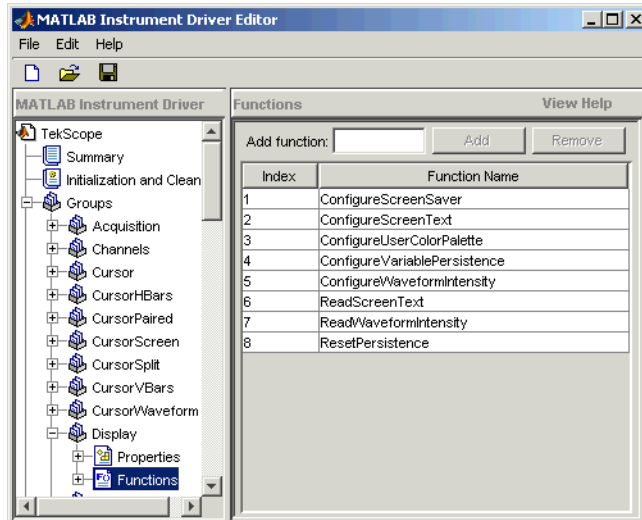 MATLAB Instrument Driver Editor
File Edit Help
MATLAB Instrument Driver
TekScope
Summary
Initialization and Clean
Groups
Acquisition
Channels
Cursor
CursorHBars
CursorPaired
CursorScreen
CursorSplit
CursorVBars
CursorWaveform
Display
Properties
Functions
Functions View Help
Add function: Add Remove
Index Function Name
1 ConfigureScreenSaver
2 ConfigureScreenText
3 ConfigureUserColorPalette
4 ConfigureVariablePersistence
5 ConfigureWaveformIntensity
6 ReadScreenText
7 ReadWaveformIntensity
8 ResetPersistence